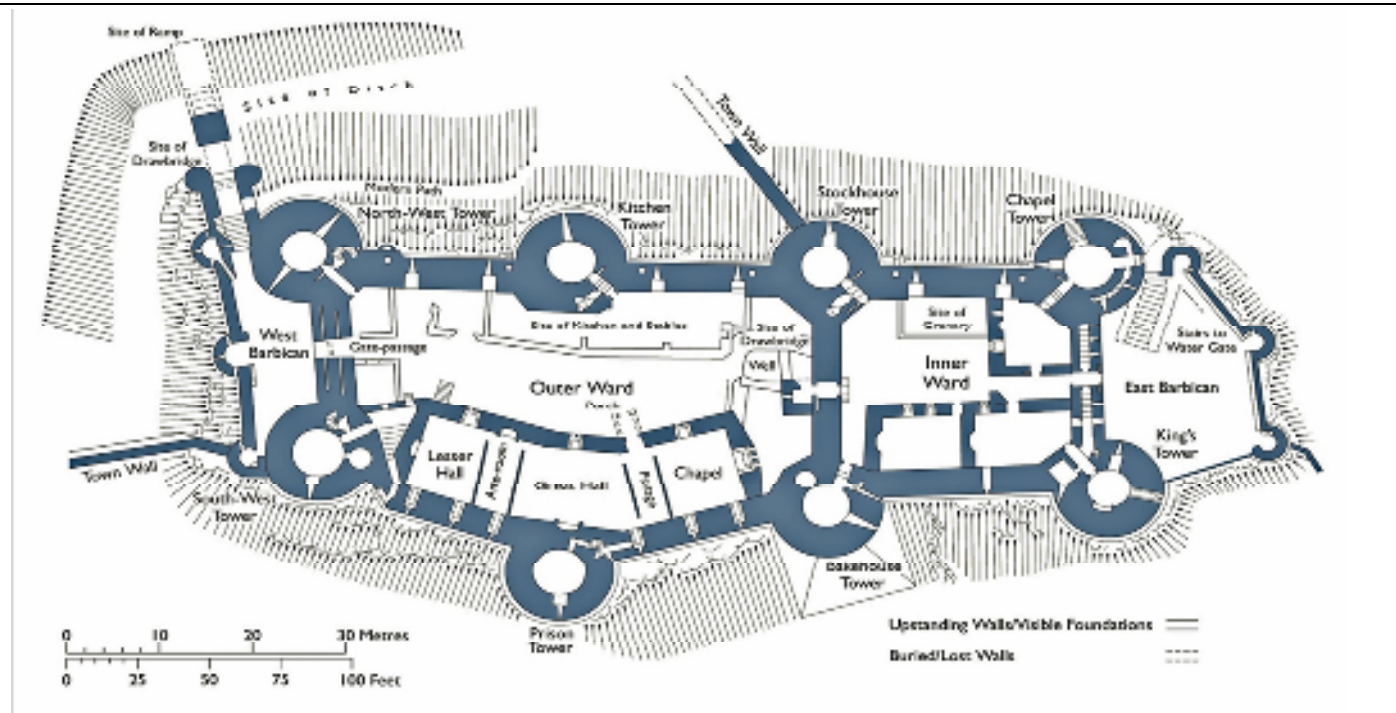 Site of Ramp
Site of Ditch
Town Wall
Site of
Drawbridge
Modern Path
North-West Tower
Kitchen
Tower
Stockhouse
Tower
Chapel
Tower
West
Barbican
Gate-passage
Site of Kitchen and Stables
Site of
Drawbridge
Well
Site of
Granary
Stairs to
Water Gate
Inner
Ward
Outer Ward
Porch
East Barbican
Lesser
Hall
Great Hall
Passage
Chapel
King's
Tower
Town Wall
South-West
Tower
Bakehouse
Tower
Prison
Tower
0 10 20 30 Metres
0 25 50 75 100 Feet
Upstanding Walls/Visible Foundations
Buried/Lost Walls